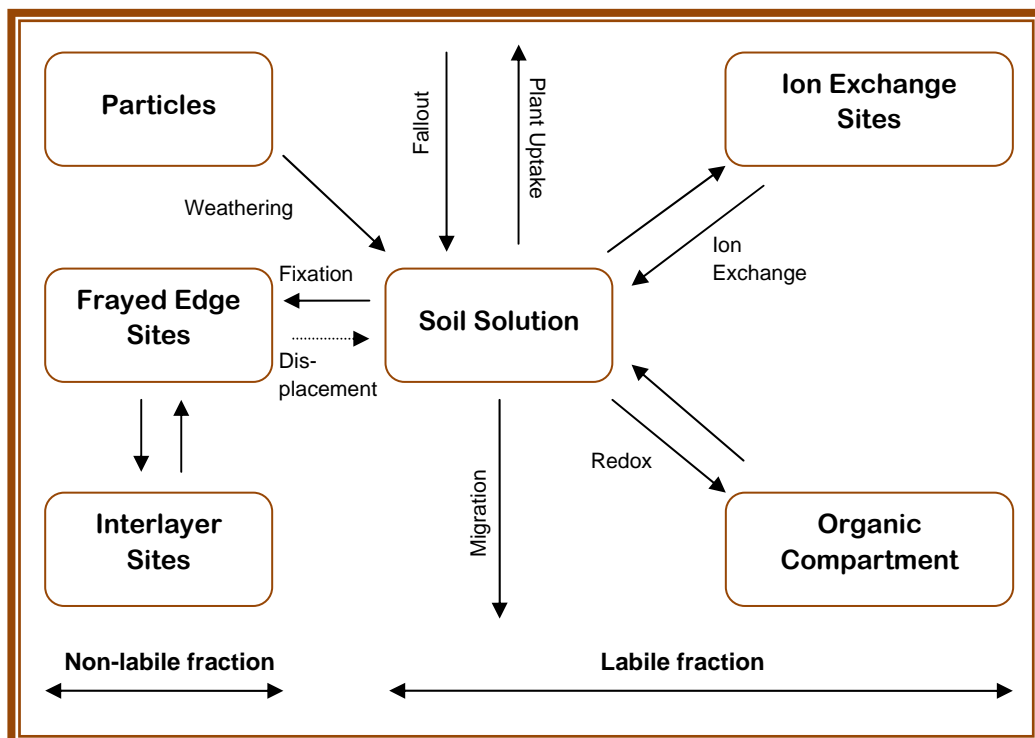 Particles
Fallout
Plant Uptake
Ion Exchange
Sites
Weathering
Ion
Exchange
Fixation
Frayed Edge
Sites
Soil Solution
Dis-
placement
Redox
Migration
Interlayer
Sites
Organic
Compartment
Non-labile fraction
Labile fraction